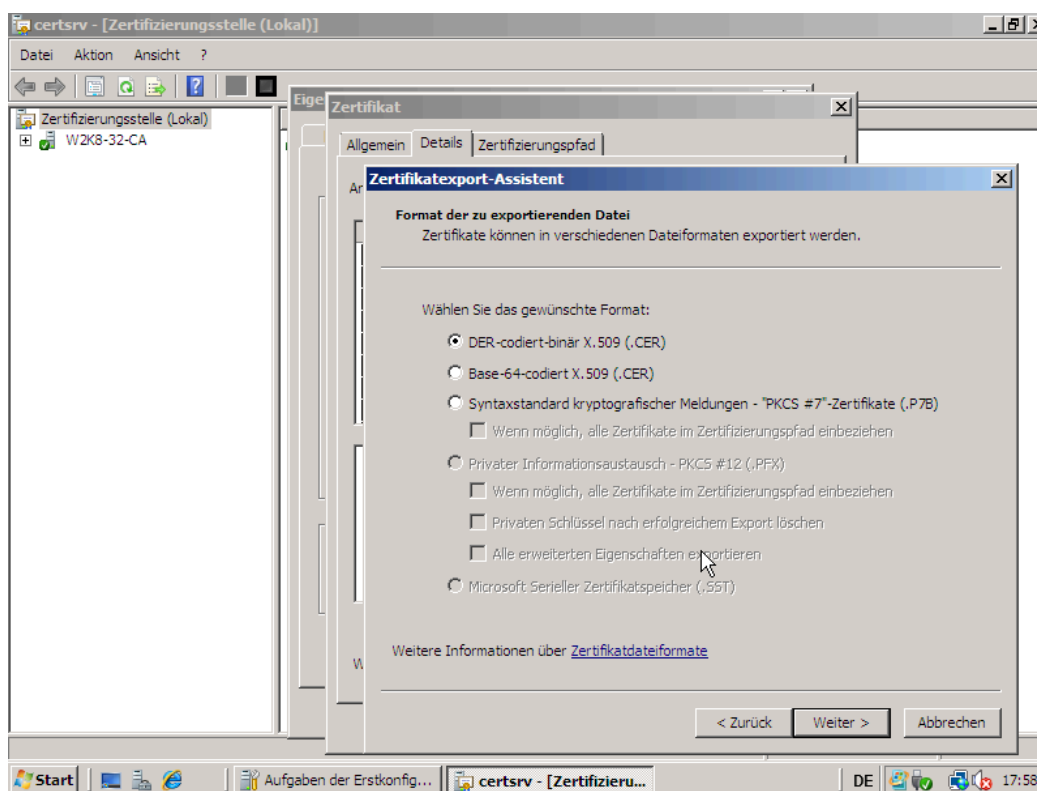 certsrv - [Zertifizierungsstelle (Lokal)]
Datei Aktion Ansicht ?
Zertifizierungsstelle (Lokal)
W2K8-32-CA
Eige
Zertifikat
Allgemein Details Zertifizierungspfad
Ar
Zertifikatexport-Assistent
Format der zu exportierenden Datei
Zertifikate können in verschiedenen Dateiformaten exportiert werden.
Wählen Sie das gewünschte Format:
DER-codiert-binär X.509 (.CER)
Base-64-codiert X.509 (.CER)
Syntaxstandard kryptografischer Meldungen - "PKCS #7"-Zertifikate (.P7B)
Wenn möglich, alle Zertifikate im Zertifizierungspfad einbeziehen
Privater Informationsaustausch - PKCS #12 (.PFX)
Wenn möglich, alle Zertifikate im Zertifizierungspfad einbeziehen
Privaten Schlüssel nach erfolgreichem Export löschen
Alle erweiterten Eigenschaften exportieren
Microsoft Serieller Zertifikatspeicher (.SST)
Weitere Informationen über Zertifikatdateiformate
W
< Zurück Weiter > Abbrechen
Start Aufgaben der Erstkonfig... certsrv - [Zertifizieru... DE 17:58